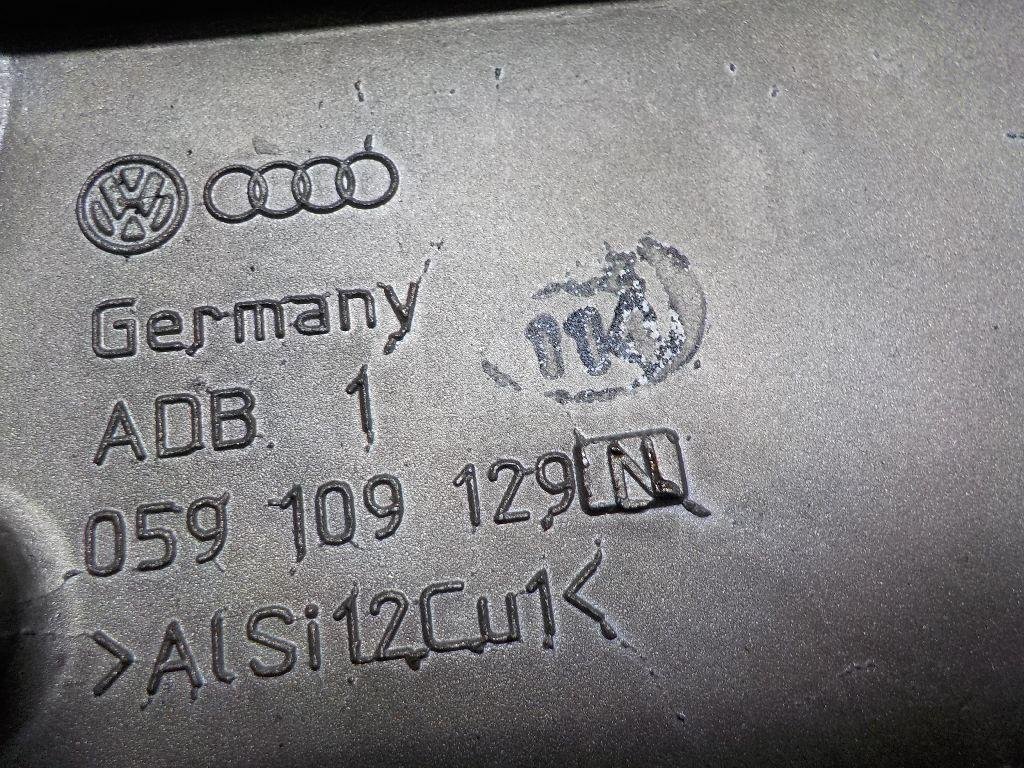 Germany
ADB. 1
059 109 129 N
>AlSi12Cu1<